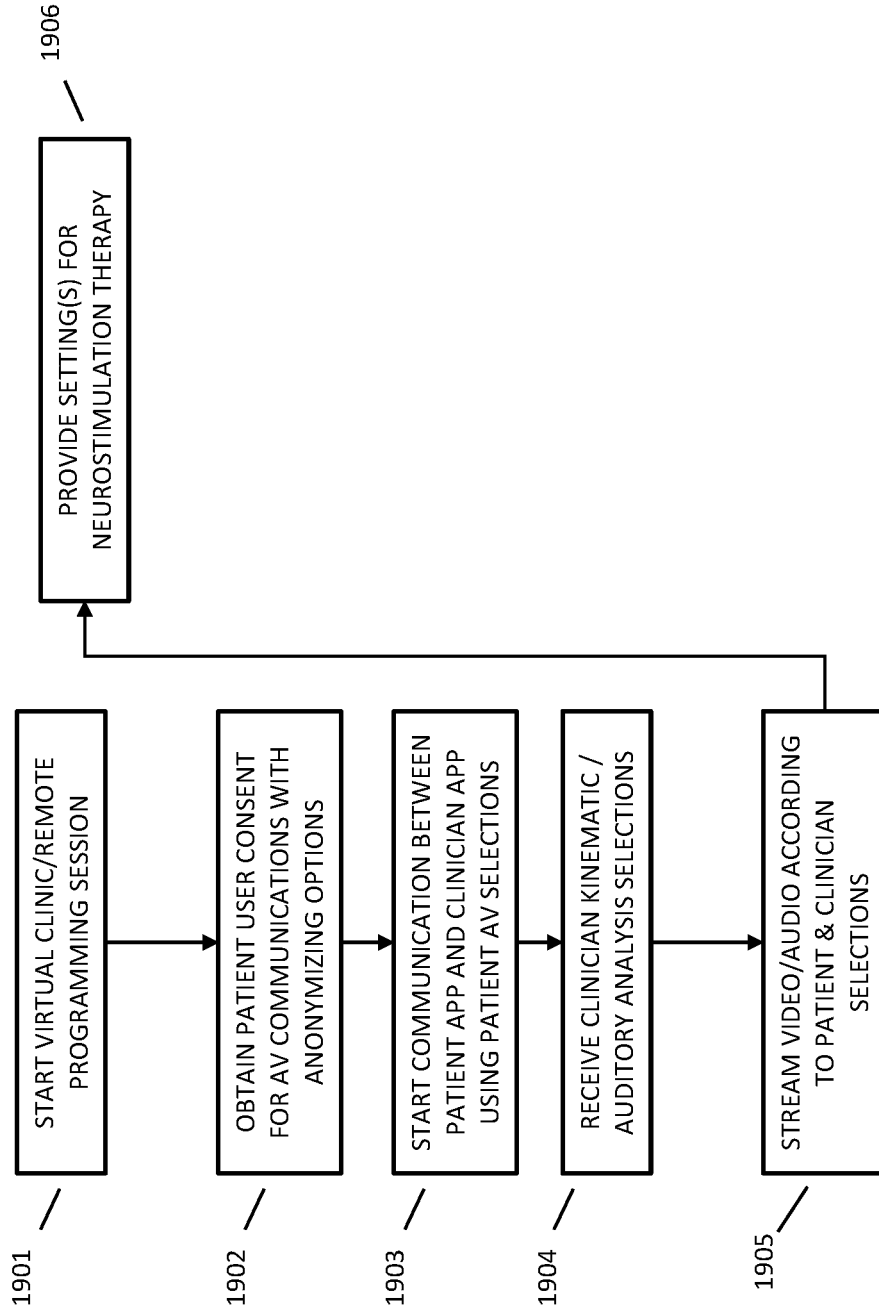 1901
START VIRTUAL CLINIC/REMOTE
PROGRAMMING SESSION
1902
OBTAIN PATIENT USER CONSENT
FOR AV COMMUNICATIONS WITH
ANONYMIZING OPTIONS
1903
START COMMUNICATION BETWEEN
PATIENT APP AND CLINICIAN APP
USING PATIENT AV SELECTIONS
1904
RECEIVE CLINICIAN KINEMATIC /
AUDITORY ANALYSIS SELECTIONS
1905
STREAM VIDEO/AUDIO ACCORDING
TO PATIENT & CLINICIAN
SELECTIONS
1906
PROVIDE SETTING(S) FOR
NEUROSTIMULATION THERAPY